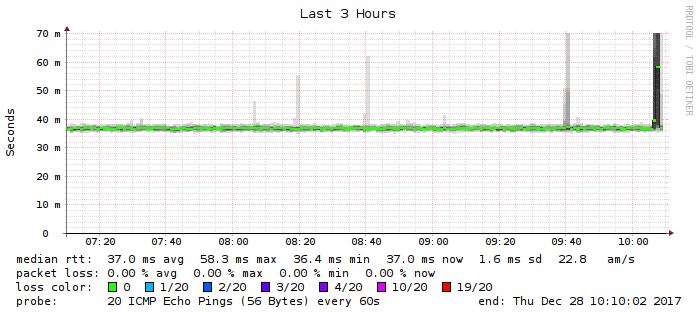 Last 3 Hours
RRDTOOL / TOBI OETIKER
Seconds
70 m
60 m
50 m
40 m
30 m
20 m
10 m
0
07:20 07:40 08:00 08:20 08:40 09:00 09:20 09:40 10:00
median rtt: 37.0 ms avg 58.3 ms max 36.4 ms min 37.0 ms now 1.6 ms sd 22.8 am/s
packet loss: 0.00 % avg 0.00 % max 0.00 % min 0.00 % now
loss color: 0 1/20 2/20 3/20 4/20 10/20 19/20
probe: 20 ICMP Echo Pings (56 Bytes) every 60s end: Thu Dec 28 10:10:02 2017